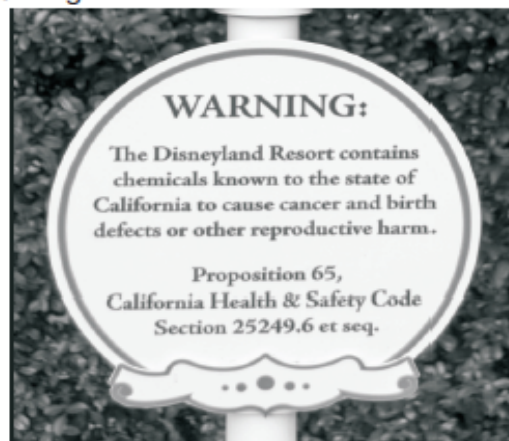 WARNING:
The Disneyland Resort contains
chemicals known to the state of
California to cause cancer and birth
defects or other reproductive harm.
Proposition 65,
California Health & Safety Code
Section 25249.6 et seq.